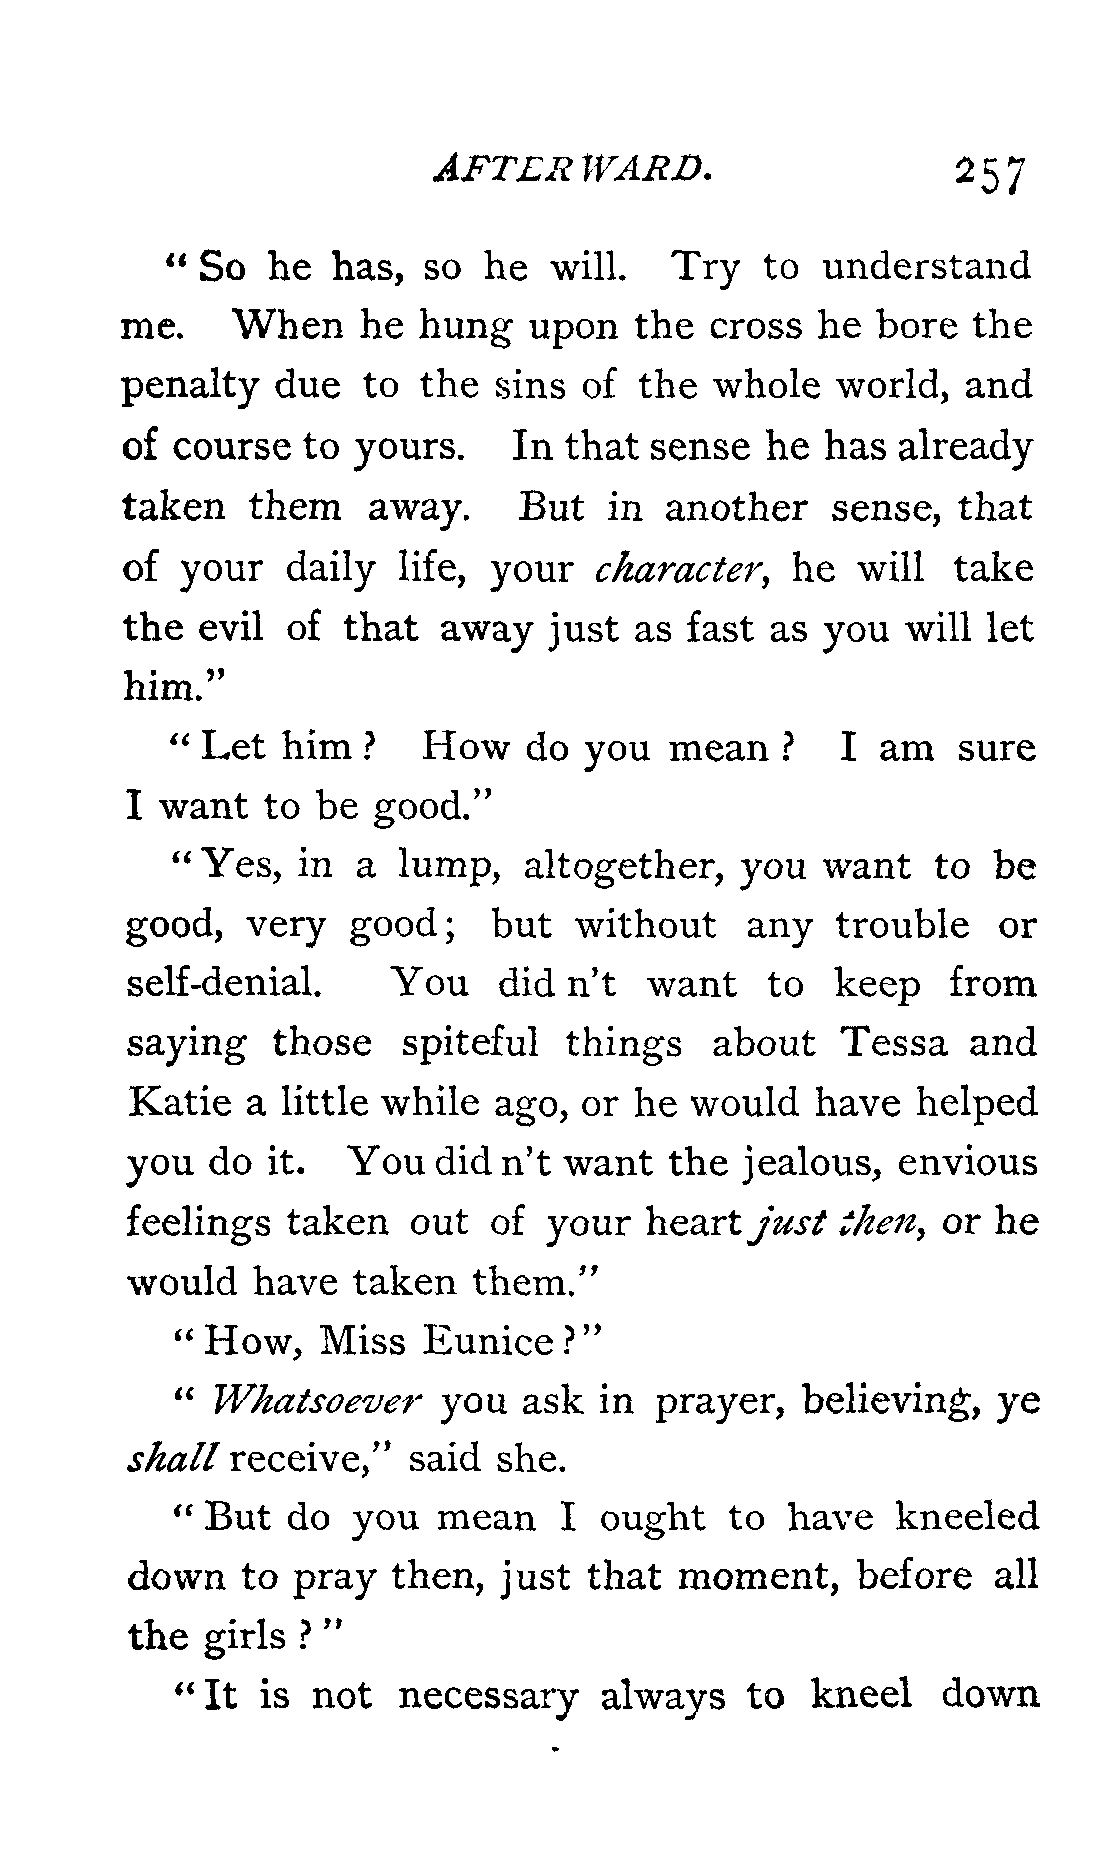 AFTERWARD. 257
"So he has, so he will. Try to understand
me. When he hung upon the cross he bore the
penalty due to the sins of the whole world, and
of course to yours. In that sense he has already
taken them away. But in another sense, that
of your daily life, your character, he will take
the evil of that away just as fast as you will let
him."
"Let him? How do you mean? I am sure
I want to be good."
"Yes, in a lump, altogether, you want to be
good, very good; but without any trouble or
self-denial. You did n't want to keep from
saying those spiteful things about Tessa and
Katie a little while ago, or he would have helped
you do it. You did n't want the jealous, envious
feelings taken out of your heart just then, or he
would have taken them."
"How, Miss Eunice?"
"Whatsoever you ask in prayer, believing, ye
shall receive," said she.
"But do you mean I ought to have kneeled
down to pray then, just that moment, before all
the girls?"
"It is not necessary always to kneel down